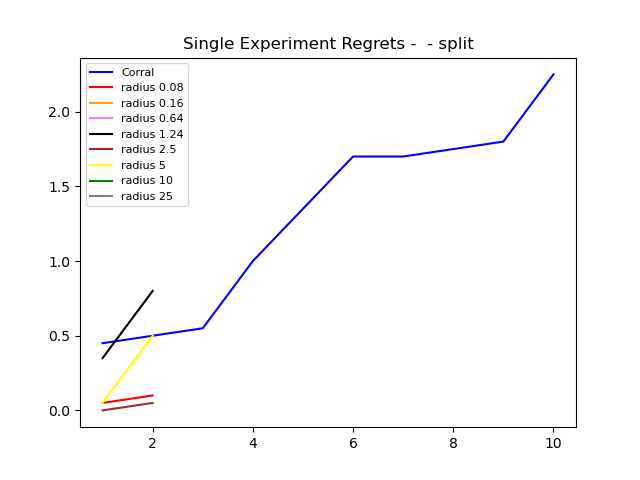 Single Experiment Regrets -  - split
Corral
radius 0.08
radius 0.16
radius 0.64
radius 1.24
radius 2.5
radius 5
radius 10
radius 25
2.0
1.5
1.0
0.5
0.0
2 4 6 8 10